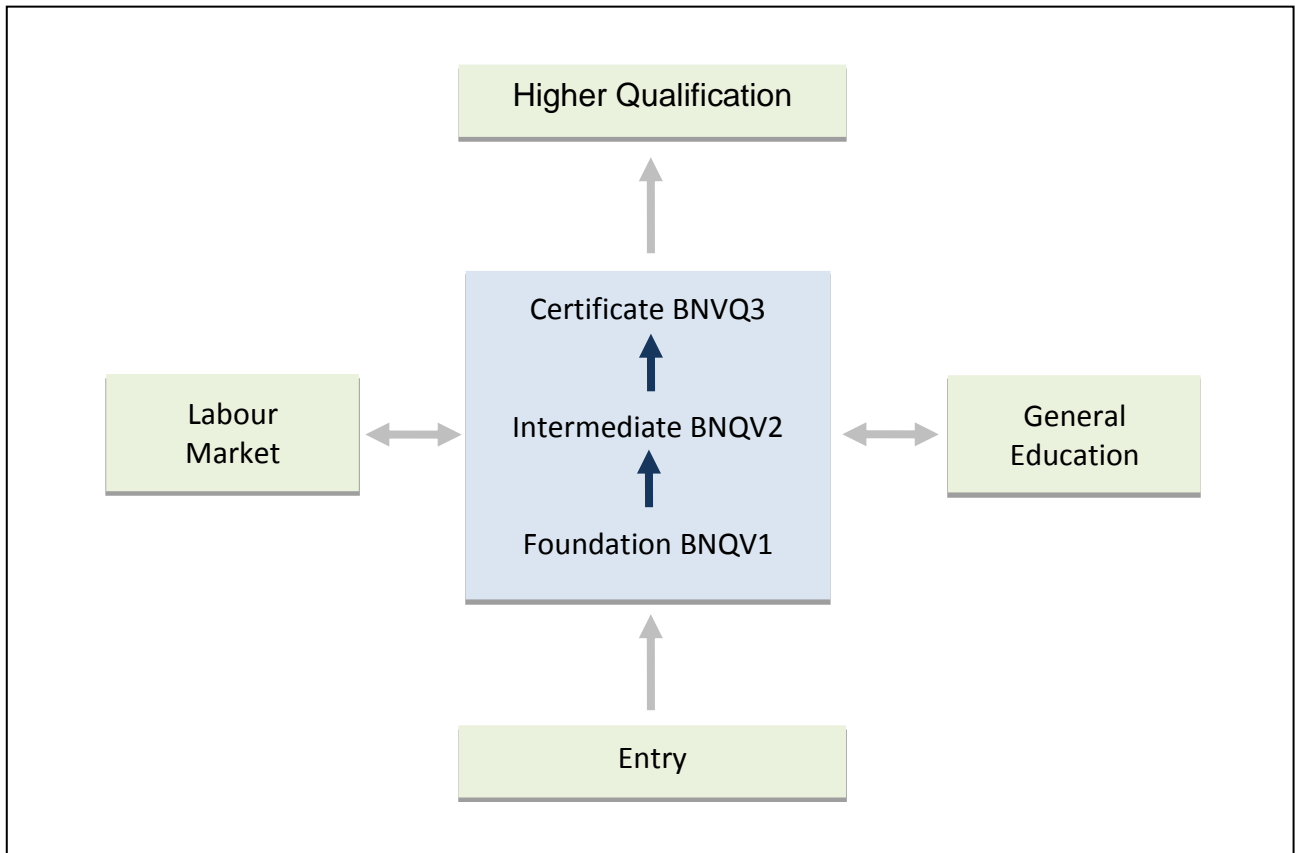 Higher Qualification
Certificate BNVQ3
Labour
Market
Intermediate BNQV2
General
Education
Foundation BNQV1
Entry